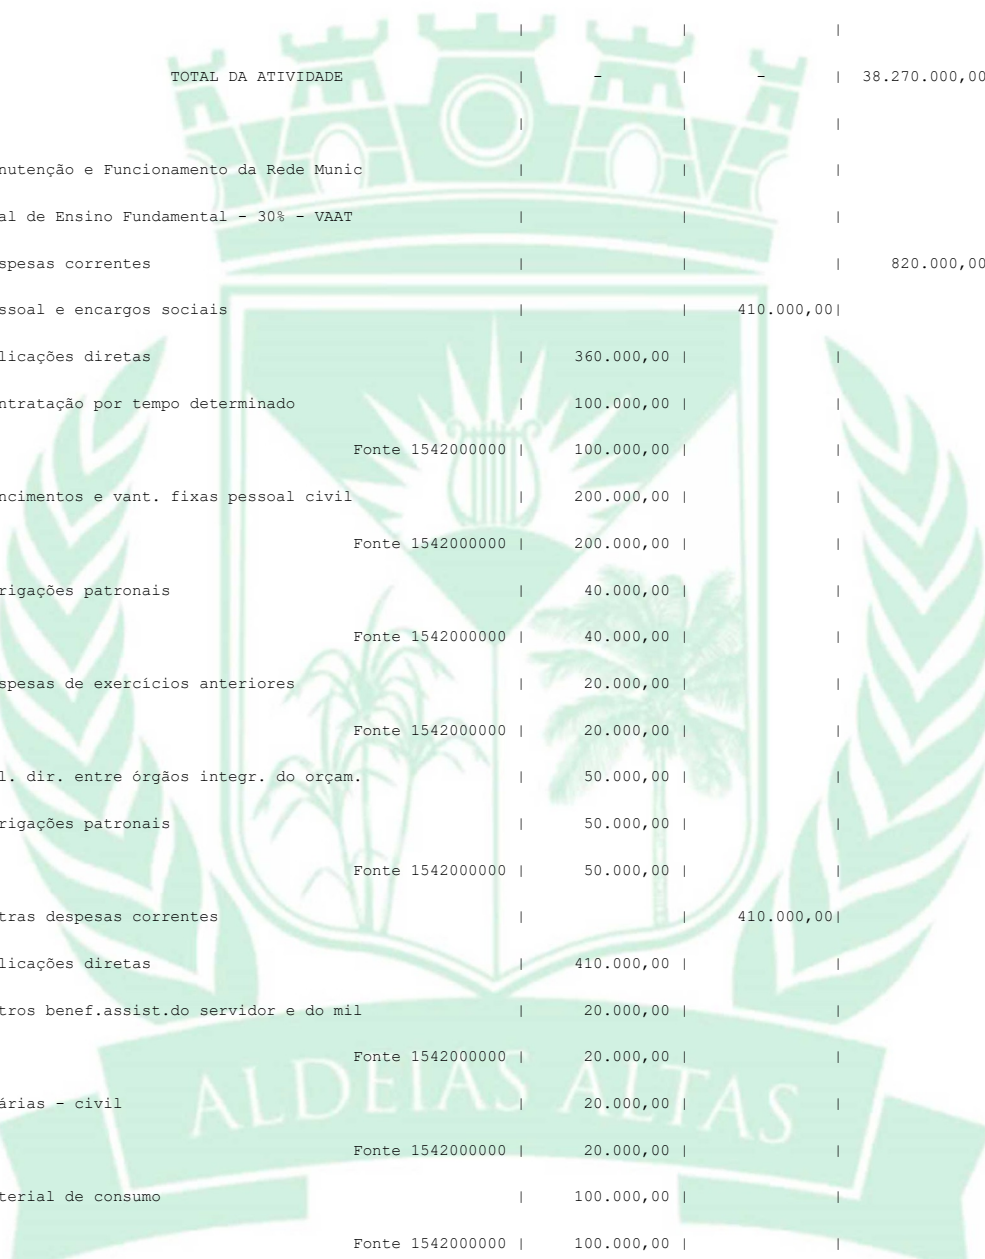 | | |
TOTAL DA ATIVIDADE | - | - | 38.270.000,00
| | |
nutenção e Funcionamento da Rede Munic | | |
al de Ensino Fundamental - 30% - VAAT | | |
spesas correntes | | | 820.000,00
ssoal e encargos sociais | | 410.000,00|
licações diretas | 360.000,00 | |
ntratação por tempo determinado | 100.000,00 | |
Fonte 1542000000 | 100.000,00 | |
ncimentos e vant. fixas pessoal civil | 200.000,00 | |
Fonte 1542000000 | 200.000,00 | |
rigações patronais | 40.000,00 | |
Fonte 1542000000 | 40.000,00 | |
spesas de exercícios anteriores | 20.000,00 | |
Fonte 1542000000 | 20.000,00 | |
l. dir. entre órgãos integr. do orçam. | 50.000,00 | |
rigações patronais | 50.000,00 | |
Fonte 1542000000 | 50.000,00 | |
tras despesas correntes | | 410.000,00|
licações diretas | 410.000,00 | |
tros benef.assist.do servidor e do mil | 20.000,00 | |
Fonte 1542000000 | 20.000,00 | |
árias - civil | 20.000,00 | |
ALDEIAS ALTAS
Fonte 1542000000 | 20.000,00 | |
terial de consumo | 100.000,00 | |
Fonte 1542000000 | 100.000,00 | |